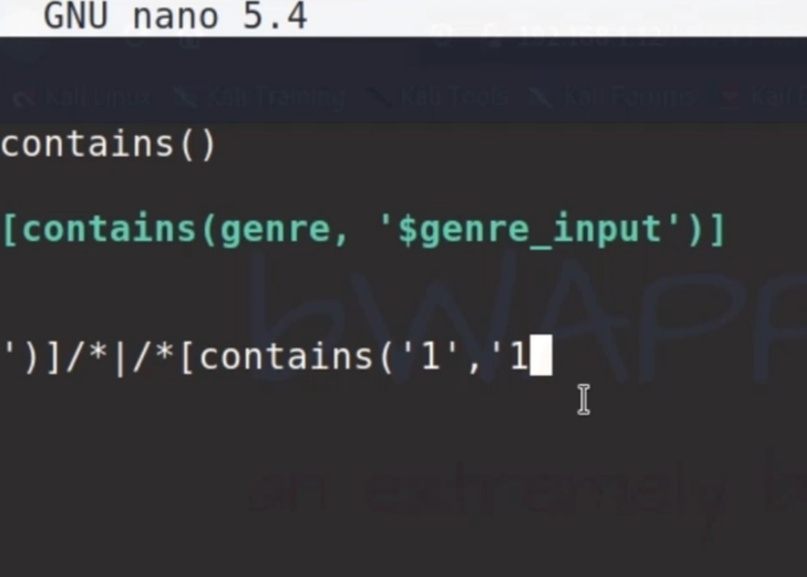 GNU nano 5.4
Kali Linux Kali Training Kali Tools Kali Forums Kali
contains()
[contains(genre, '$genre_input')]
bWAPP
')]/*|/*[contains('1','1
an extremely b